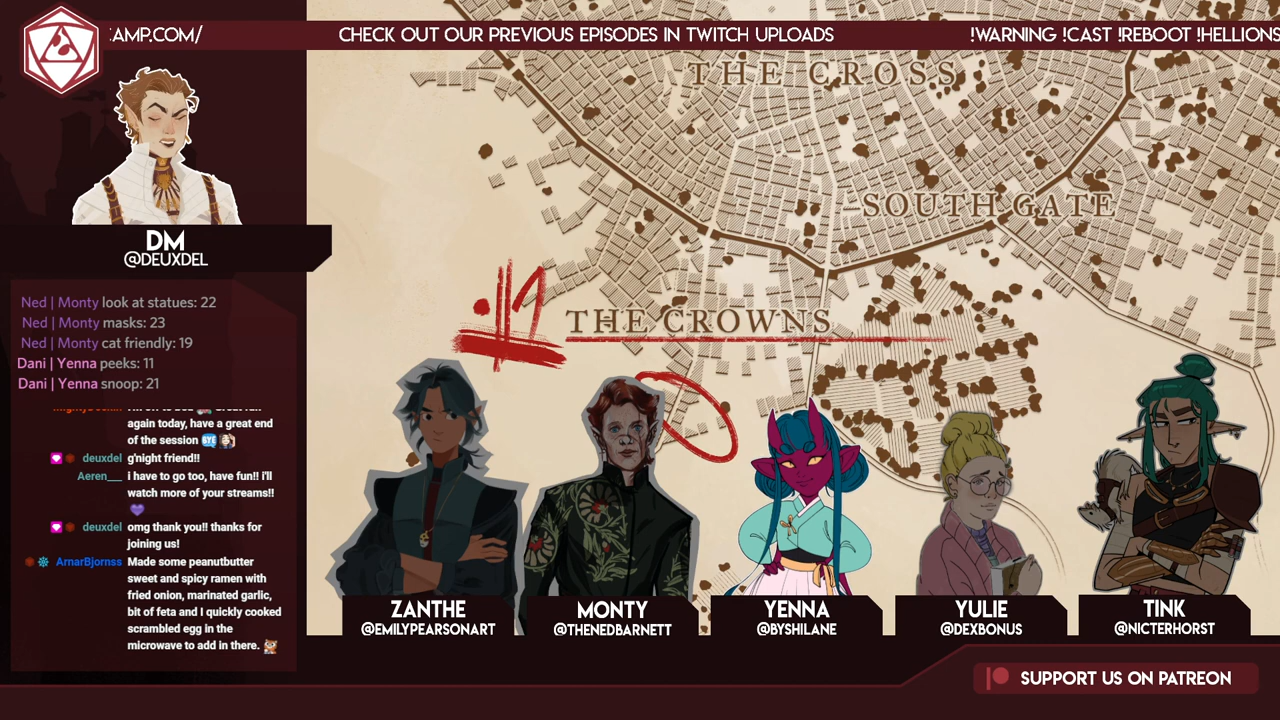 :AMP.COM/
CHECK OUT OUR PREVIOUS EPISODES IN TWITCH UPLOADS
!WARNING !CAST !REBOOT !HELLIONS
THE CROSS
SOUTH GATE
THE CROWNS
DM
@DEUXDEL
Ned | Monty look at statues: 22
Ned | Monty masks: 23
Ned | Monty cat friendly: 19
Dani | Yenna peeks: 11
Dani | Yenna snoop: 21
again today, have a great end
of the session
deuxdel g'night friend!!
Aeren__ i have to go too, have fun!! i'll
watch more of your streams!!
deuxdel omg thank you!! thanks for
joining us!
ArnarBjornss Made some peanutbutter
sweet and spicy ramen with
fried onion, marinated garlic,
bit of feta and I quickly cooked
scrambled egg in the
microwave to add in there.
ZANTHE
@EMILYPEARSONART
MONTY
@THENEDBARNETT
YENNA
@BYSHILANE
YULIE
@DEXBONUS
TINK
@NICTERHORST
SUPPORT US ON PATREON